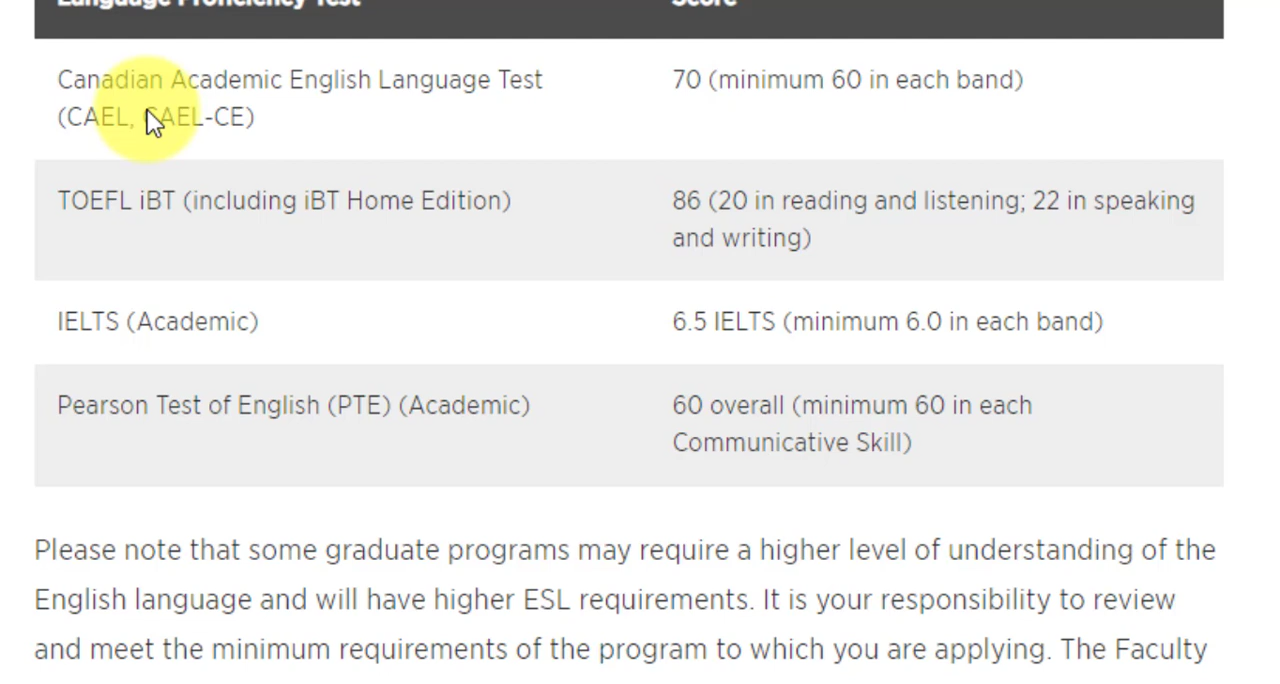 Language Proficiency Test Score
Canadian Academic English Language Test 70 (minimum 60 in each band)
(CAEL, CAEL-CE)
TOEFL iBT (including iBT Home Edition) 86 (20 in reading and listening; 22 in speaking
and writing)
IELTS (Academic) 6.5 IELTS (minimum 6.0 in each band)
Pearson Test of English (PTE) (Academic) 60 overall (minimum 60 in each
Communicative Skill)
Please note that some graduate programs may require a higher level of understanding of the
English language and will have higher ESL requirements. It is your responsibility to review
and meet the minimum requirements of the program to which you are applying. The Faculty